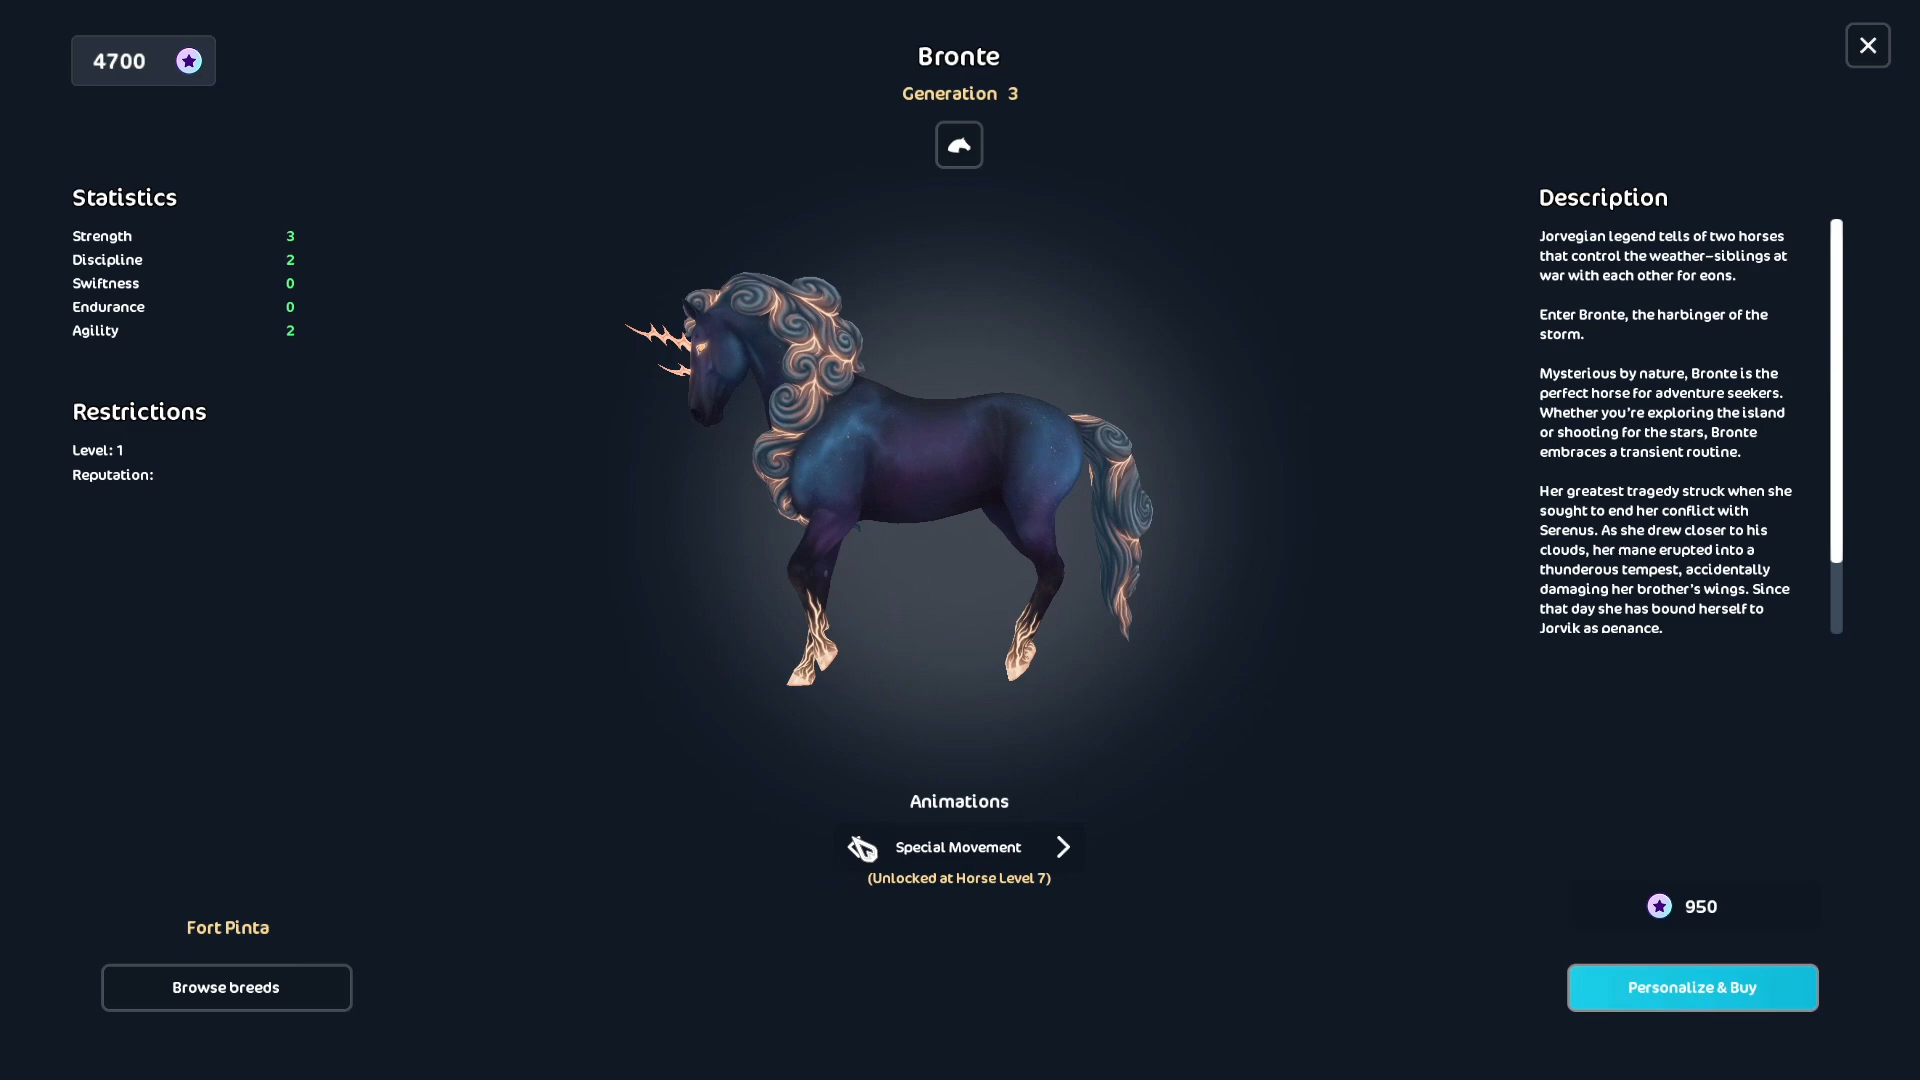 4700
Bronte
Generation 3
Statistics
Strength 3
Discipline 2
Swiftness 0
Endurance 0
Agility 2
Restrictions
Level: 1
Reputation:
Description
Jorvegian legend tells of two horses
that control the weather–siblings at
war with each other for eons.
Enter Bronte, the harbinger of the
storm.
Mysterious by nature, Bronte is the
perfect horse for adventure seekers.
Whether you're exploring the island
or shooting for the stars, Bronte
embraces a transient routine.
Her greatest tragedy struck when she
sought to end her conflict with
Serenus. As she drew closer to his
clouds, her mane erupted into a
thunderous tempest, accidentally
damaging her brother's wings. Since
that day she has bound herself to
Jorvik as penance.
Animations
Special Movement
(Unlocked at Horse Level 7)
Fort Pinta
Browse breeds
950
Personalize & Buy